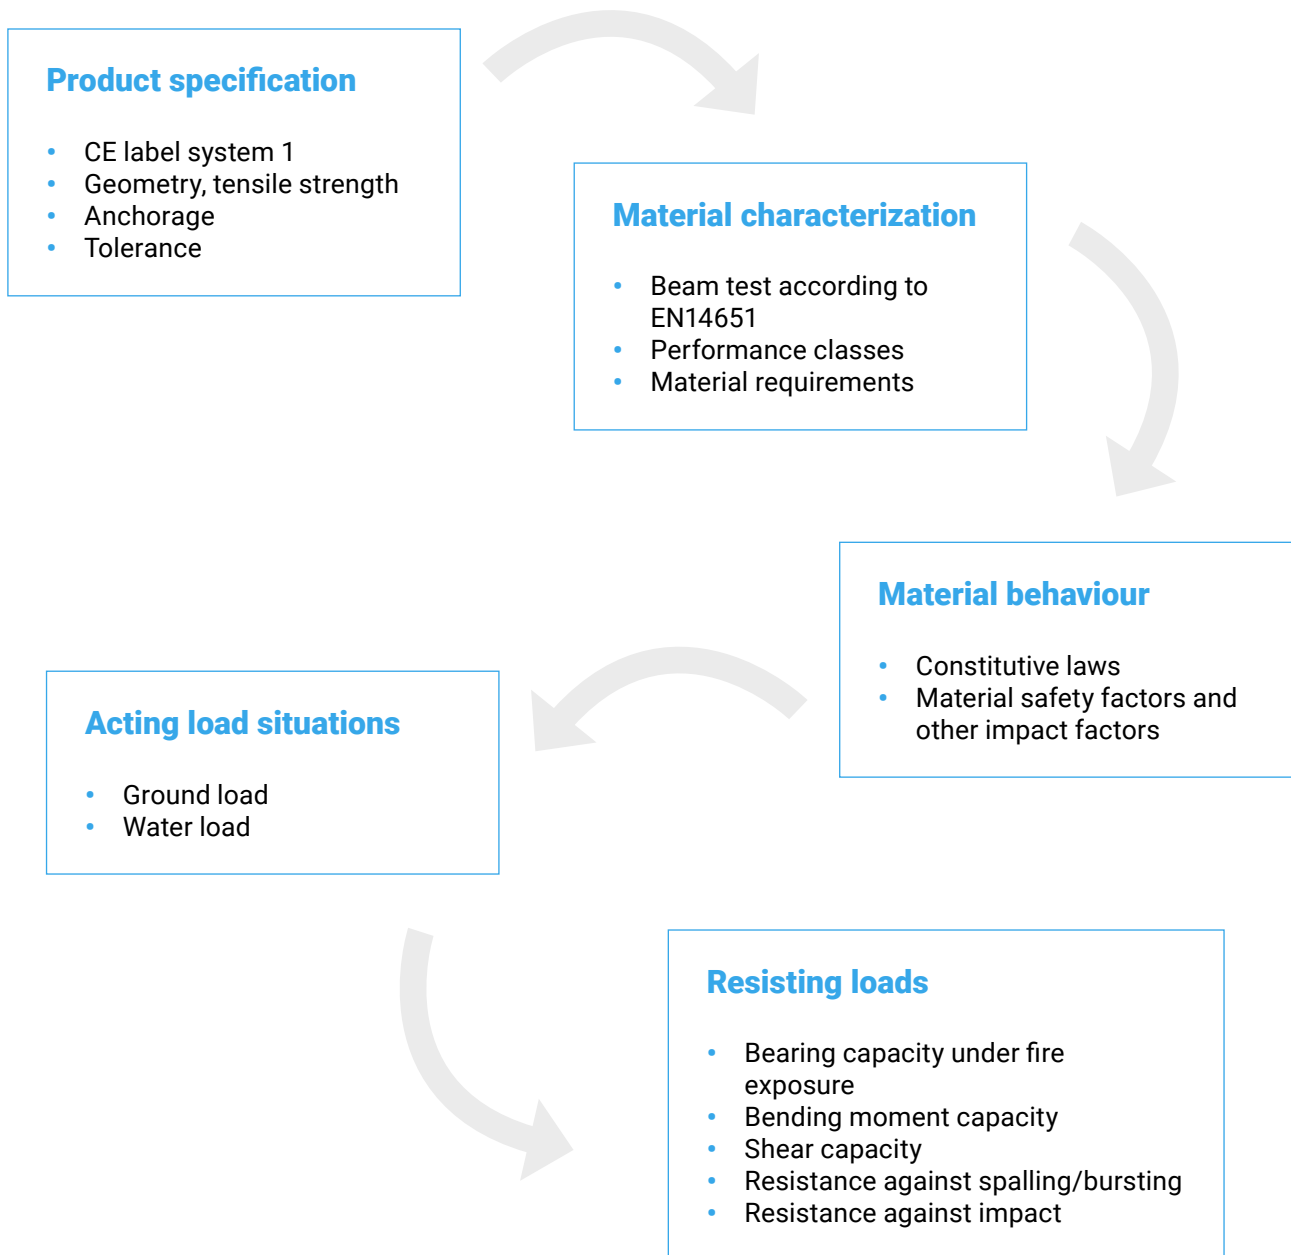 Product specification
• CE label system 1
• Geometry, tensile strength
• Anchorage
• Tolerance
Material characterization
• Beam test according to
EN14651
• Performance classes
• Material requirements
Material behaviour
• Constitutive laws
• Material safety factors and
other impact factors
Acting load situations
• Ground load
• Water load
Resisting loads
• Bearing capacity under fire
exposure
• Bending moment capacity
• Shear capacity
• Resistance against spalling/bursting
• Resistance against impact